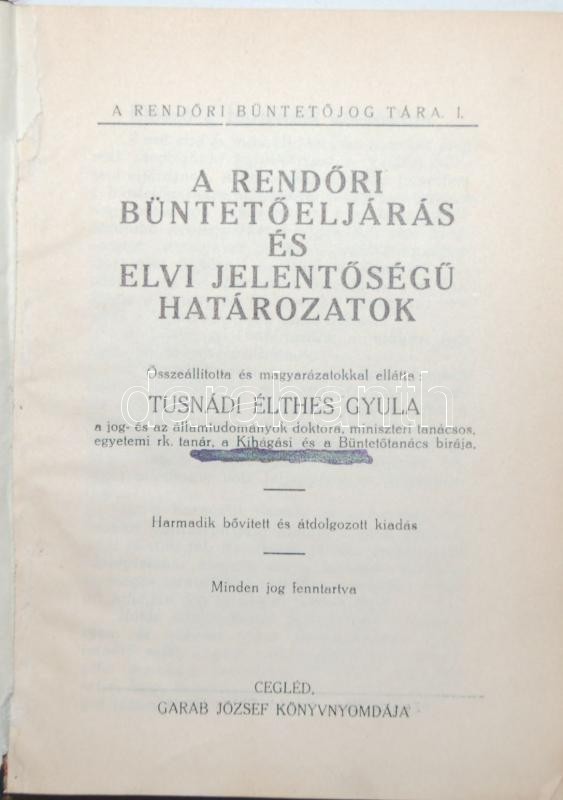 A RENDŐRI BÜNTETŐJOG TÁRA. I.
A RENDŐRI
BÜNTETŐELJÁRÁS
ÉS
ELVI JELENTŐSÉGŰ
HATÁROZATOK
Összeállította és magyarázatokkal ellátta:
TUSNÁDI ÉLTHES GYULA
a jog- és az államtudományok doktora, miniszteri tanácsos,
egyetemi rk. tanár, a Kihágási és a Büntetőtanács birája.
darabanth
Harmadik bővített és átdolgozott kiadás
Minden jog fenntartva
CEGLÉD,
GARAB JÓZSEF KÖNYVNYOMDÁJA